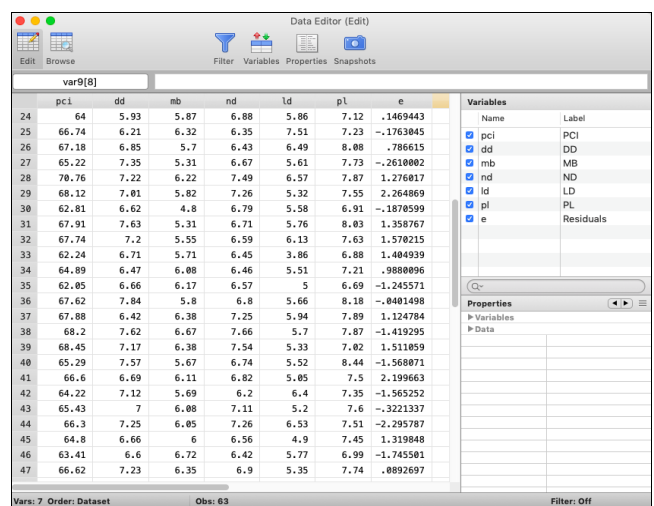 Data Editor (Edit)
Edit Browse Filter Variables Properties Snapshots
var9[8]
pci dd mb nd ld pl e
24 64 5.93 5.87 6.88 5.86 7.12 .1469443
25 66.74 6.21 6.32 6.35 7.51 7.23 -.1763045
26 67.18 6.85 5.7 6.43 6.49 8.08 .786615
27 65.22 7.35 5.31 6.67 5.61 7.73 -.2610002
28 70.76 7.22 6.22 7.49 6.57 7.87 1.276017
29 68.12 7.01 5.82 7.26 5.32 7.55 2.264869
30 62.81 6.62 4.8 6.79 5.58 6.91 -.1870599
31 67.91 7.63 5.31 6.71 5.76 8.03 1.358767
32 67.74 7.2 5.55 6.59 6.13 7.63 1.570215
33 62.24 6.71 5.71 6.45 3.86 6.88 1.404939
34 64.89 6.47 6.08 6.46 5.51 7.21 .9880096
35 62.05 6.66 6.17 6.57 5 6.69 -1.245571
36 67.62 7.84 5.8 6.8 5.66 8.18 -.0401498
37 67.88 6.42 6.38 7.25 5.94 7.89 1.124784
38 68.2 7.62 6.67 7.66 5.7 7.87 -1.419295
39 68.45 7.17 6.38 7.54 5.33 7.02 1.511059
40 65.29 7.57 5.67 6.74 5.52 8.44 -1.568071
41 66.6 6.69 6.11 6.82 5.05 7.5 2.199663
42 64.22 7.12 5.69 6.2 6.4 7.35 -1.565252
43 65.43 7 6.08 7.11 5.2 7.6 -.3221337
44 66.3 7.25 6.05 7.26 6.53 7.51 -2.295787
45 64.8 6.66 6 6.56 4.9 7.45 1.319848
46 63.41 6.6 6.72 6.42 5.77 6.99 -1.745501
47 66.62 7.23 6.35 6.9 5.35 7.74 .0892697
Variables
Name Label
pci PCI
dd DD
mb MB
nd ND
ld LD
pl PL
e Residuals
Properties
Variables
Data
Vars: 7 Order: Dataset Obs: 63 Filter: Off